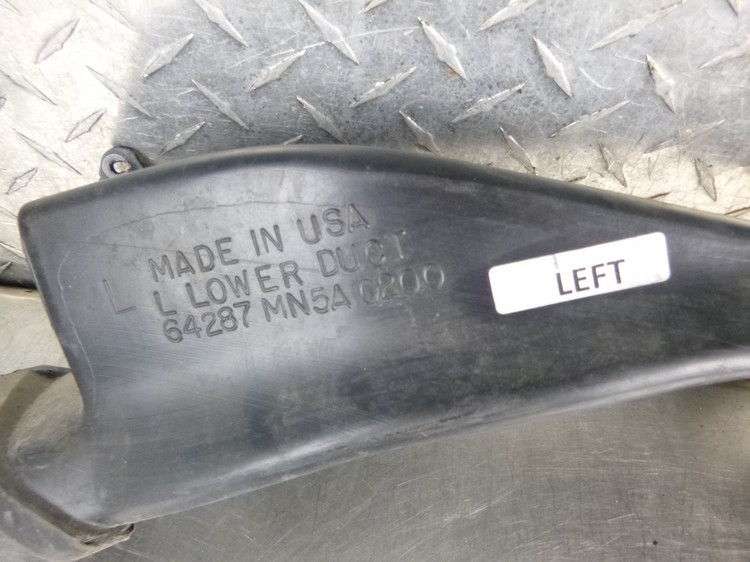 MADE IN USA
L L LOWER DUCT
64287 MN5A 0200
LEFT